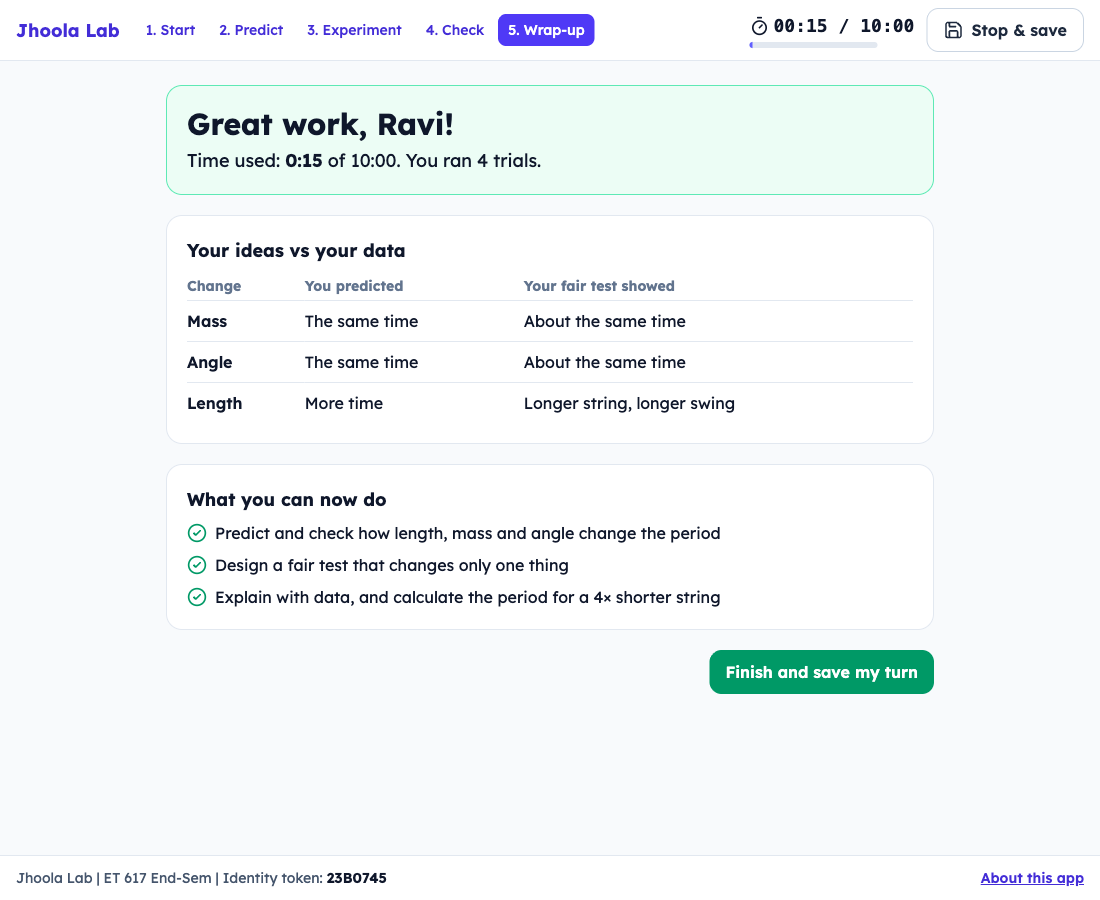 Jhoola Lab 1. Start 2. Predict 3. Experiment 4. Check 5. Wrap-up 00:15 / 10:00 Stop & save
Great work, Ravi!
Time used: 0:15 of 10:00. You ran 4 trials.
Your ideas vs your data
Change You predicted Your fair test showed
Mass The same time About the same time
Angle The same time About the same time
Length More time Longer string, longer swing
What you can now do
Predict and check how length, mass and angle change the period
Design a fair test that changes only one thing
Explain with data, and calculate the period for a 4× shorter string
Finish and save my turn
Jhoola Lab | ET 617 End-Sem | Identity token: 23B0745 About this app